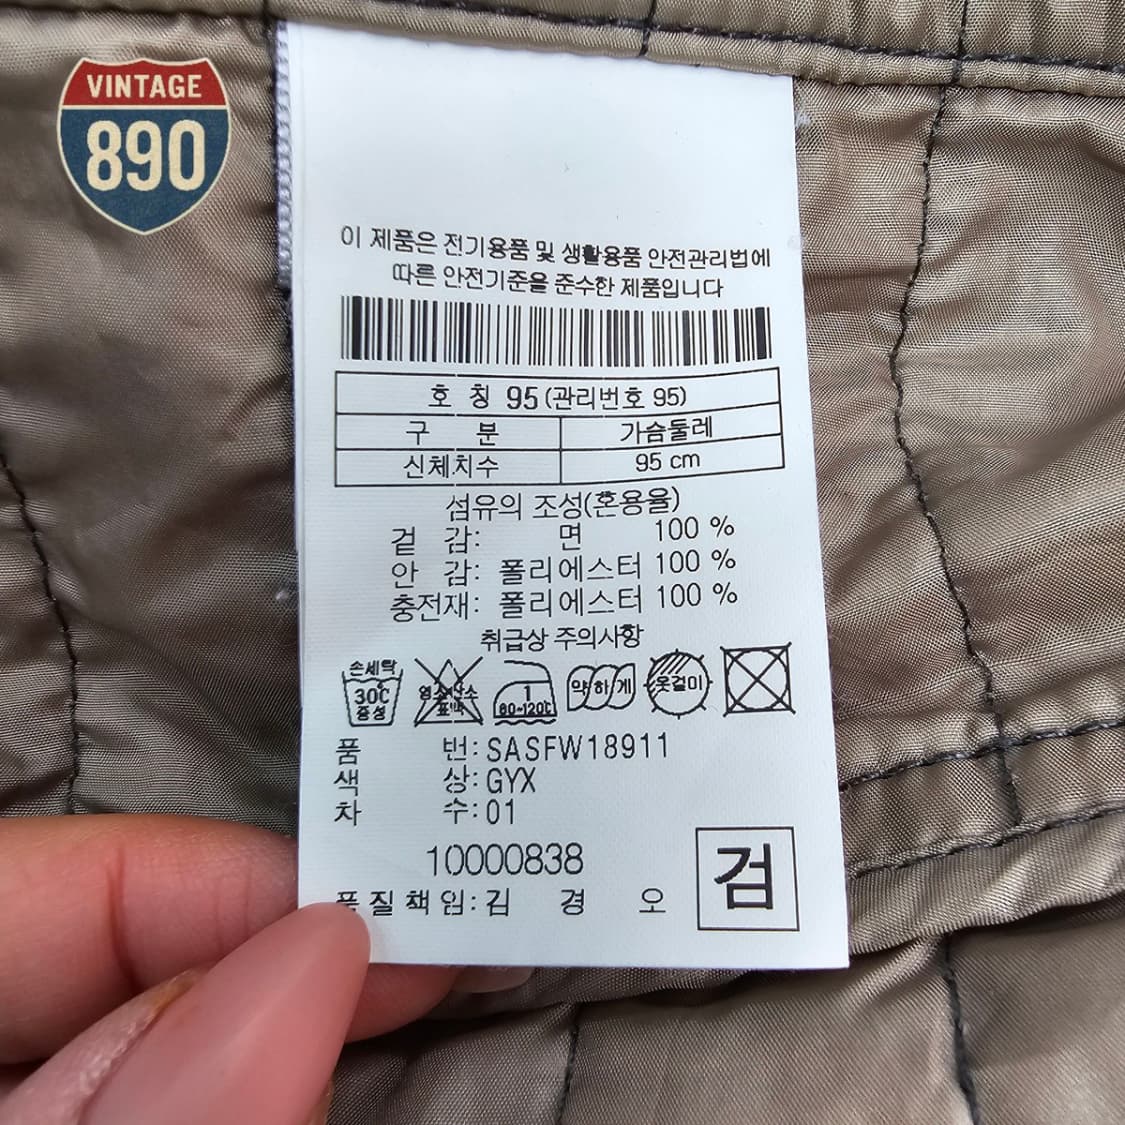 VINTAGE
890
이 제품은 전기용품 및 생활용품 안전관리법에
따른 안전기준을 준수한 제품입니다
호 칭 95 (관리번호 95)
구 분 가슴둘레
신체치수 95 cm
섬유의 조성(혼용율)
겉 감: 면 100 %
안 감: 폴리에스터 100 %
충전재: 폴리에스터 100 %
취급상 주의사항
손세탁 30℃ 중성 염소산소 표백 1 80~120℃ 약하게 옷걸이
품 번: SASFW18911
색 상: GYX
차 수: 01
10000838
품질책임: 김 경 오
검